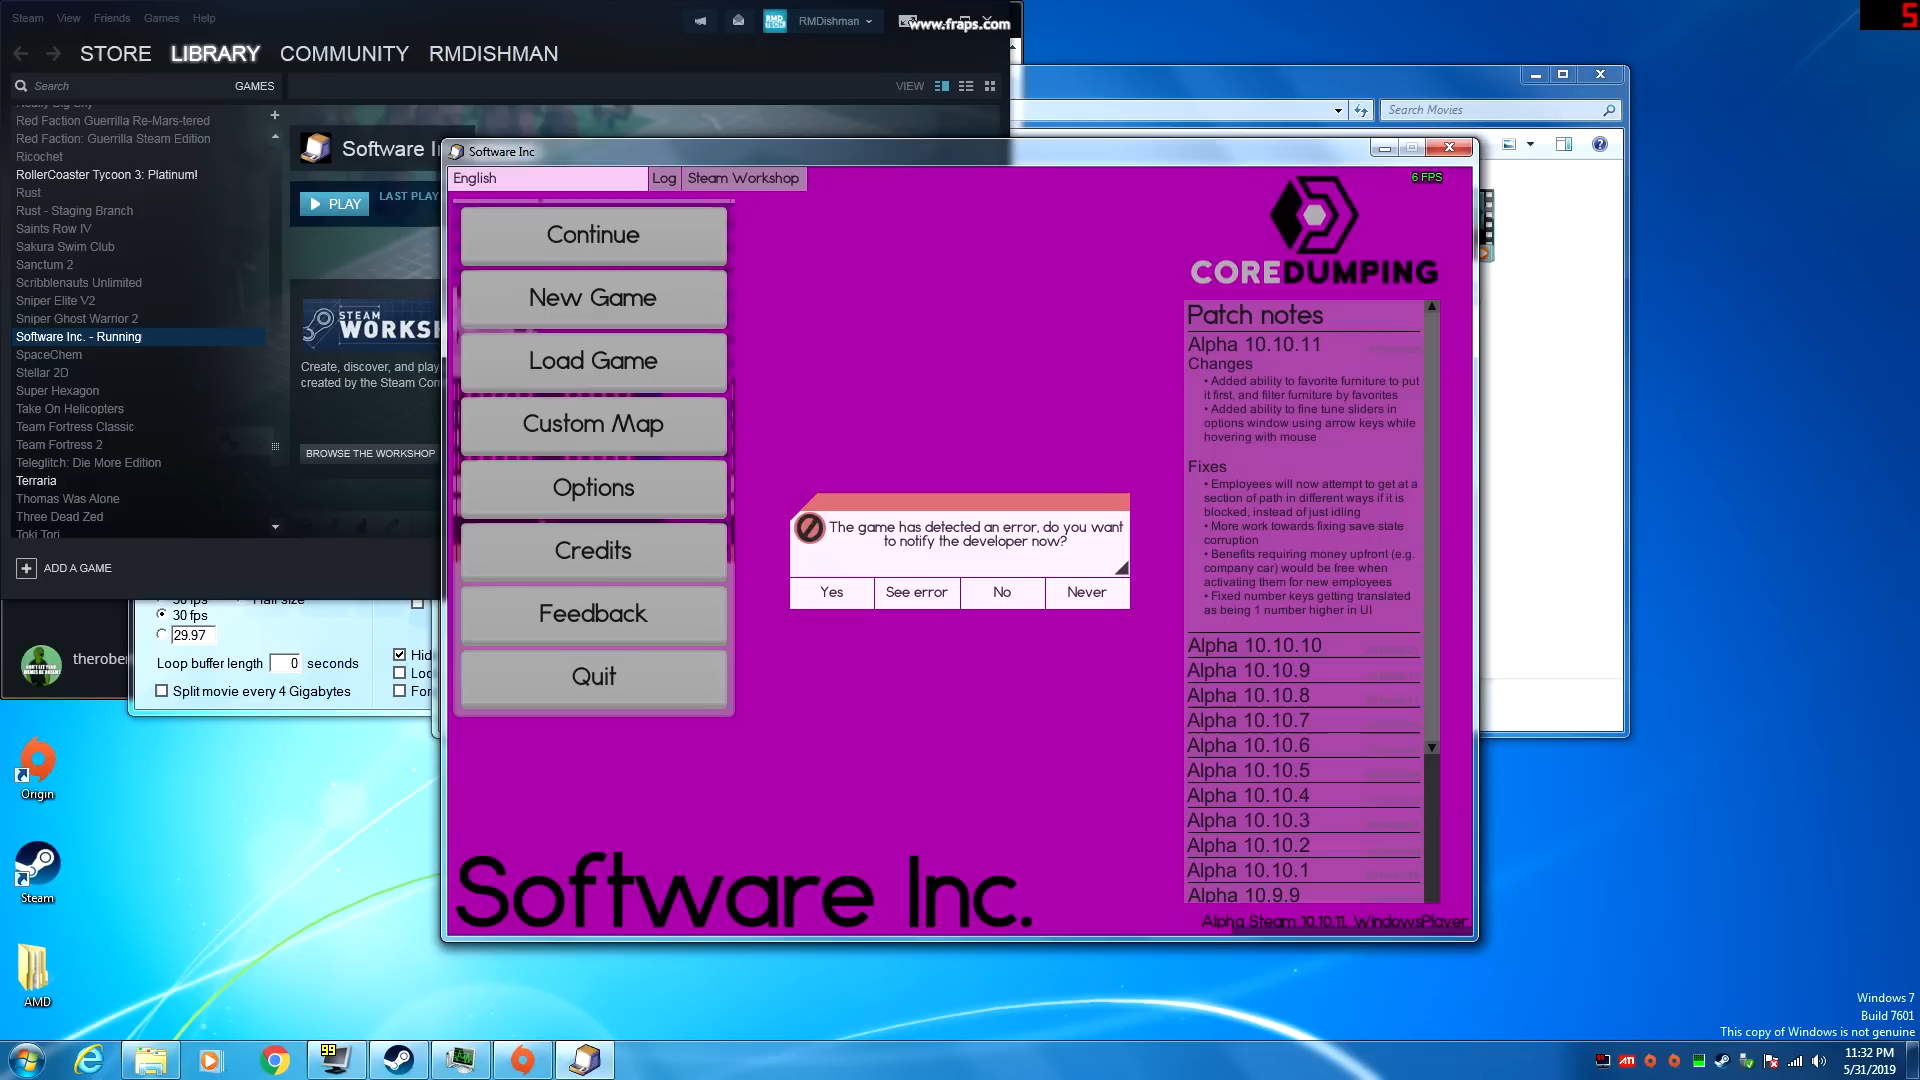 Steam View Friends Games Help
RMDishman
www.fraps.com
5
STORE LIBRARY COMMUNITY RMDISHMAN
Search GAMES
VIEW
Red Faction Guerrilla Re-Mars-tered
Red Faction: Guerrilla Steam Edition
Ricochet
RollerCoaster Tycoon 3: Platinum!
Rust
Rust - Staging Branch
Saints Row IV
Sakura Swim Club
Sanctum 2
Scribblenauts Unlimited
Sniper Elite V2
Sniper Ghost Warrior 2
Software Inc. - Running
SpaceChem
Stellar 2D
Super Hexagon
Take On Helicopters
Team Fortress Classic
Team Fortress 2
Teleglitch: Die More Edition
Terraria
Thomas Was Alone
Three Dead Zed
Toki Tori
ADD A GAME
Software I
PLAY LAST PLAY
STEAM
WORKS
Create, discover, and play
created by the Steam Con
BROWSE THE WORKSHOP
Search Movies
Software Inc
English Log Steam Workshop
6 FPS
Continue
New Game
Load Game
Custom Map
Options
Credits
Feedback
Quit
The game has detected an error, do you want
to notify the developer now?
Yes See error No Never
COREDUMPING
Patch notes
Alpha 10.10.11
Changes
• Added ability to favorite furniture to put
it first, and filter furniture by favorites
• Added ability to fine tune sliders in
options window using arrow keys while
hovering with mouse
Fixes
• Employees will now attempt to get at a
section of path in different ways if it is
blocked, instead of just idling
• More work towards fixing save state
corruption
• Benefits requiring money upfront (e.g.
company car) would be free when
activating them for new employees
• Fixed number keys getting translated
as being 1 number higher in UI
Alpha 10.10.10
Alpha 10.10.9
Alpha 10.10.8
Alpha 10.10.7
Alpha 10.10.6
Alpha 10.10.5
Alpha 10.10.4
Alpha 10.10.3
Alpha 10.10.2
Alpha 10.10.1
Alpha 10.9.9
Software Inc.
Alpha Steam 10.10.11, WindowsPlayer
30 fps
29.97
Loop buffer length 0 seconds
Split movie every 4 Gigabytes
Hid
Loc
For
therober
Origin
Steam
AMD
Windows 7
Build 7601
This copy of Windows is not genuine
99
ATI
11:32 PM
5/31/2019